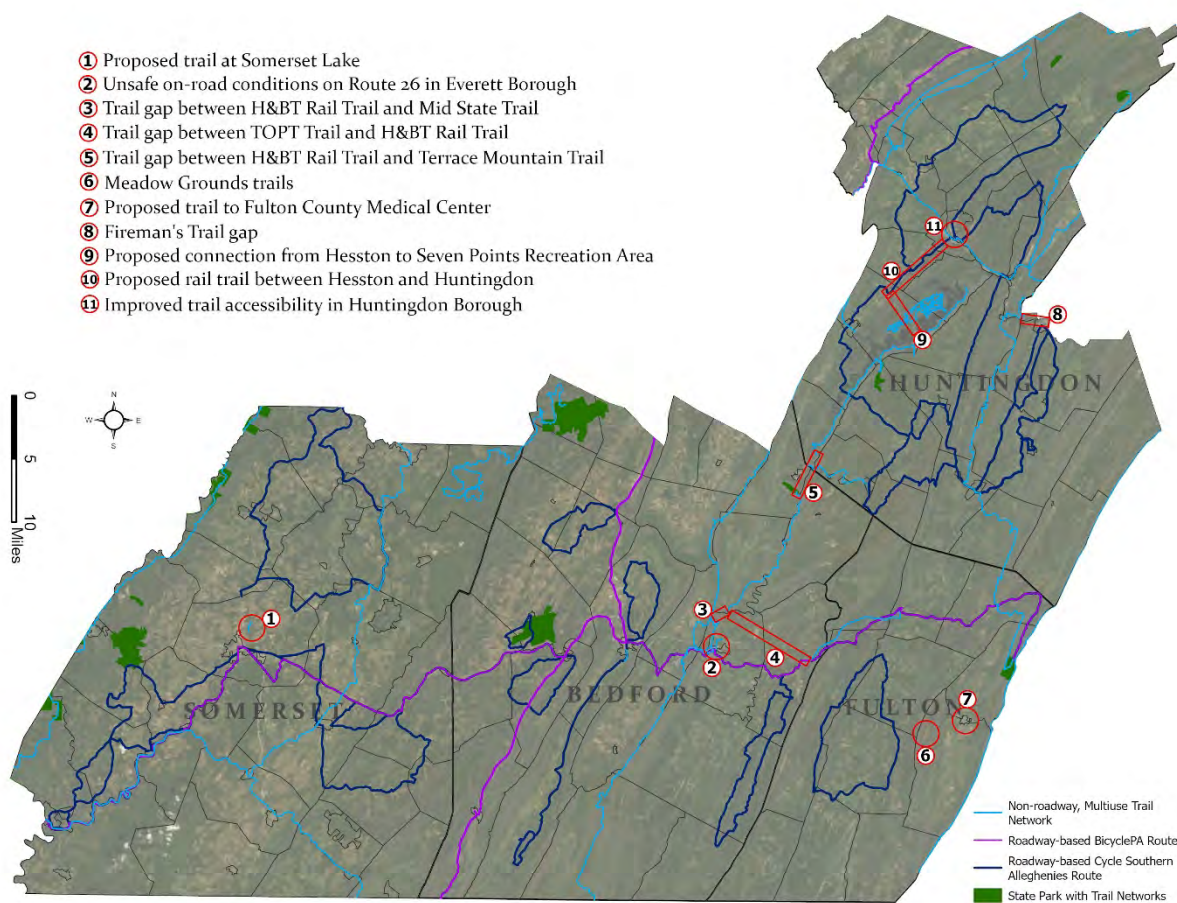 ① Proposed trail at Somerset Lake
② Unsafe on-road conditions on Route 26 in Everett Borough
③ Trail gap between H&BT Rail Trail and Mid State Trail
④ Trail gap between TOPT Trail and H&BT Rail Trail
⑤ Trail gap between H&BT Rail Trail and Terrace Mountain Trail
⑥ Meadow Grounds trails
⑦ Proposed trail to Fulton County Medical Center
⑧ Fireman's Trail gap
⑨ Proposed connection from Hesston to Seven Points Recreation Area
⑩ Proposed rail trail between Hesston and Huntingdon
⑪ Improved trail accessibility in Huntingdon Borough
11
10
8
9
HUNTINGDON
0
5
10
Miles
N
W E
S
5
3
1
2
4
SOMERSET
BEDFORD
FULTON
7
6
Non-roadway, Multiuse Trail
Network
Roadway-based BicyclePA Route
Roadway-based Cycle Southern
Alleghenies Route
State Park with Trail Networks